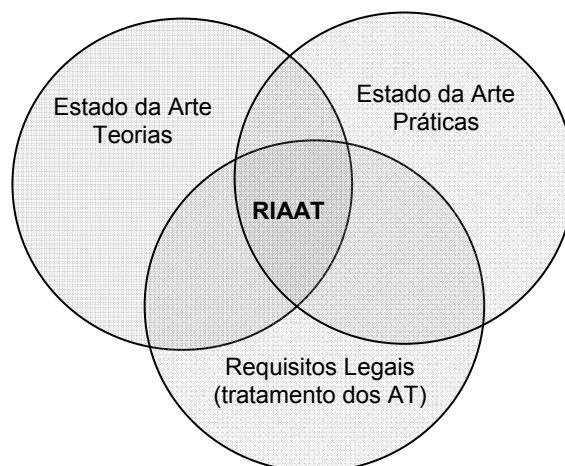 Estado da Arte
Teorias
Estado da Arte
Práticas
RIAAT
Requisitos Legais
(tratamento dos AT)